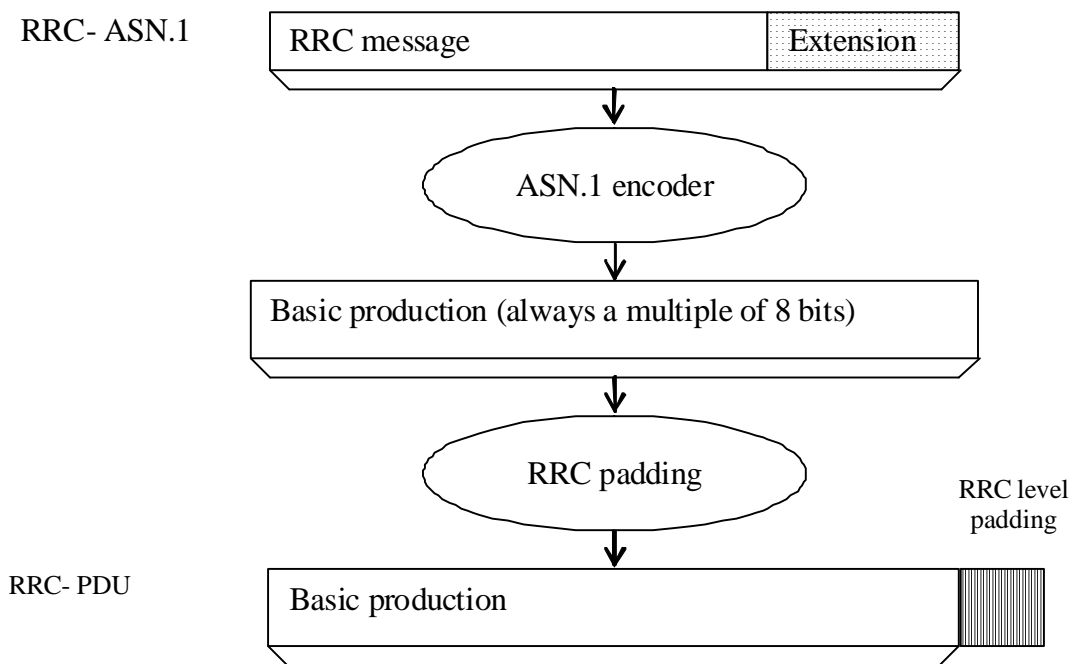 RRC- ASN.1
RRC message
Extension
ASN.1 encoder
Basic production (always a multiple of 8 bits)
RRC padding
RRC level
padding
RRC- PDU
Basic production